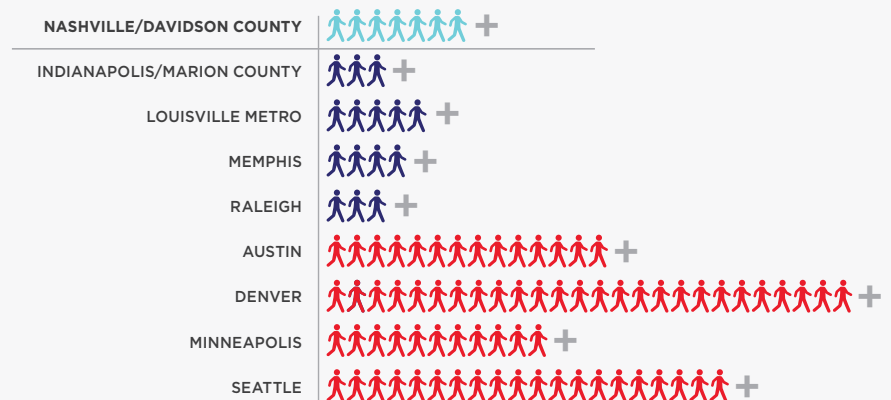 NASHVILLE/DAVIDSON COUNTY
INDIANAPOLIS/MARION COUNTY
LOUISVILLE METRO
MEMPHIS
RALEIGH
AUSTIN
DENVER
MINNEAPOLIS
SEATTLE